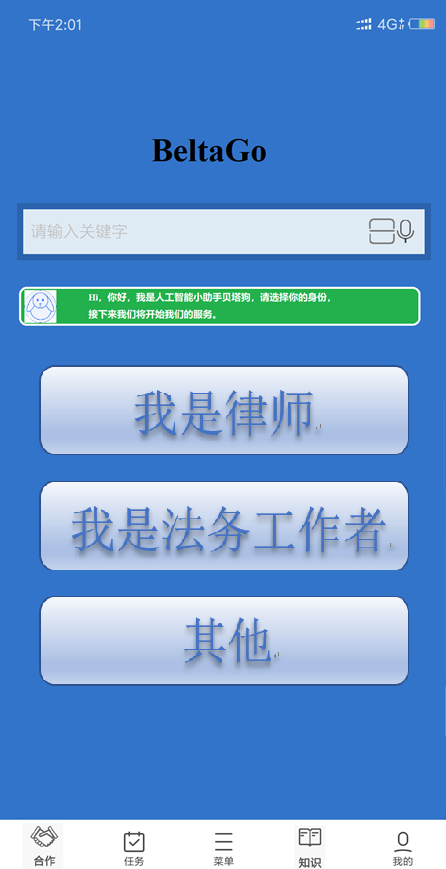 下午2:01 4G
BeltaGo
请输入关键字
Hi，你好，我是人工智能小助手贝塔狗，请选择你的身份，
接下来我们将开始我们的服务。
我是律师
我是法务工作者
其他
合作 任务 菜单 知识 我的